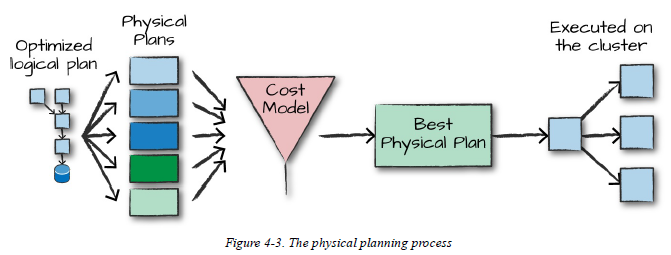 Optimized
logical plan
Physical
Plans
Cost
Model
Best
Physical Plan
Executed on
the cluster
Figure 4-3. The physical planning process